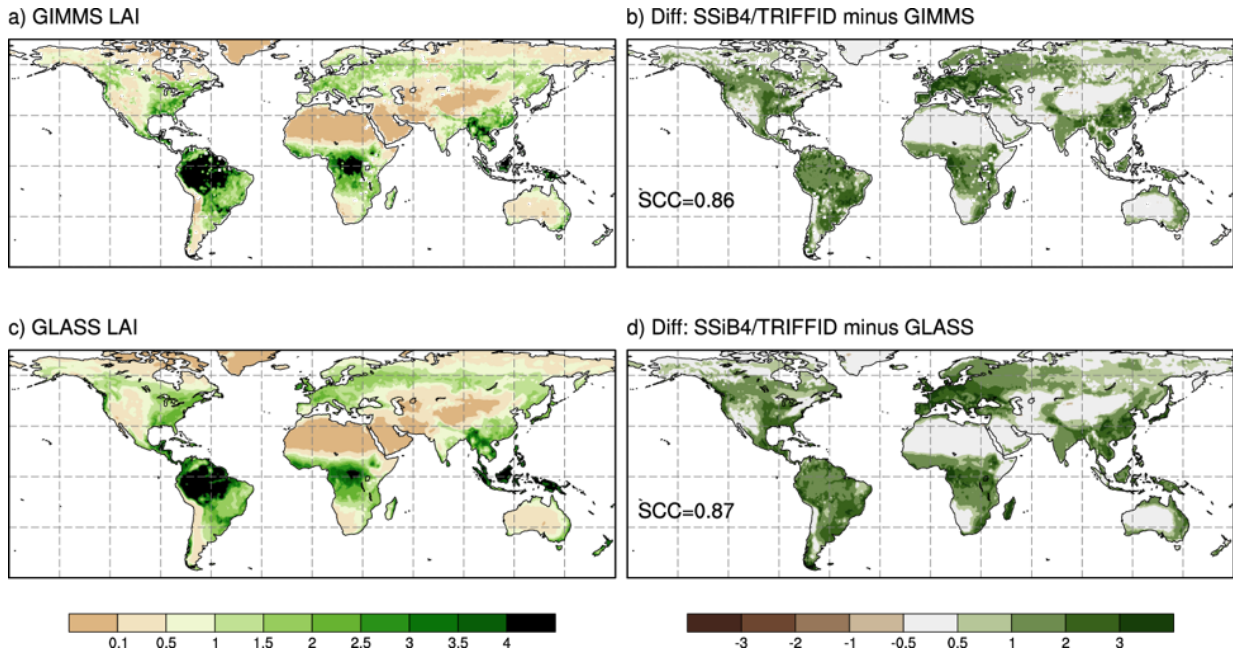 a) GIMMS LAI
b) Diff: SSiB4/TRIFFID minus GIMMS
SCC=0.86
c) GLASS LAI
d) Diff: SSiB4/TRIFFID minus GLASS
SCC=0.87
0.1 0.5 1 1.5 2 2.5 3 3.5 4
-3 -2 -1 -0.5 0.5 1 2 3